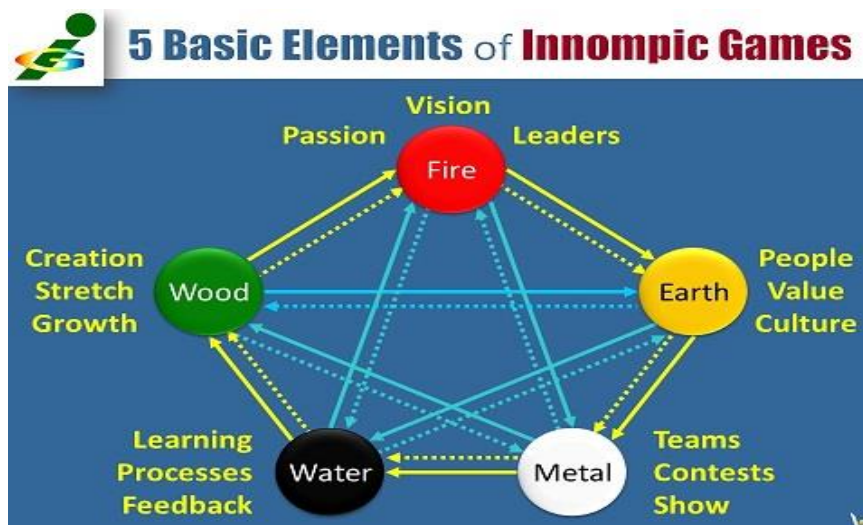 5 Basic Elements of Innompic Games
Vision
Passion
Leaders
Fire
Creation
Stretch
Growth
Wood
Earth
People
Value
Culture
Learning
Processes
Feedback
Water
Metal
Teams
Contests
Show